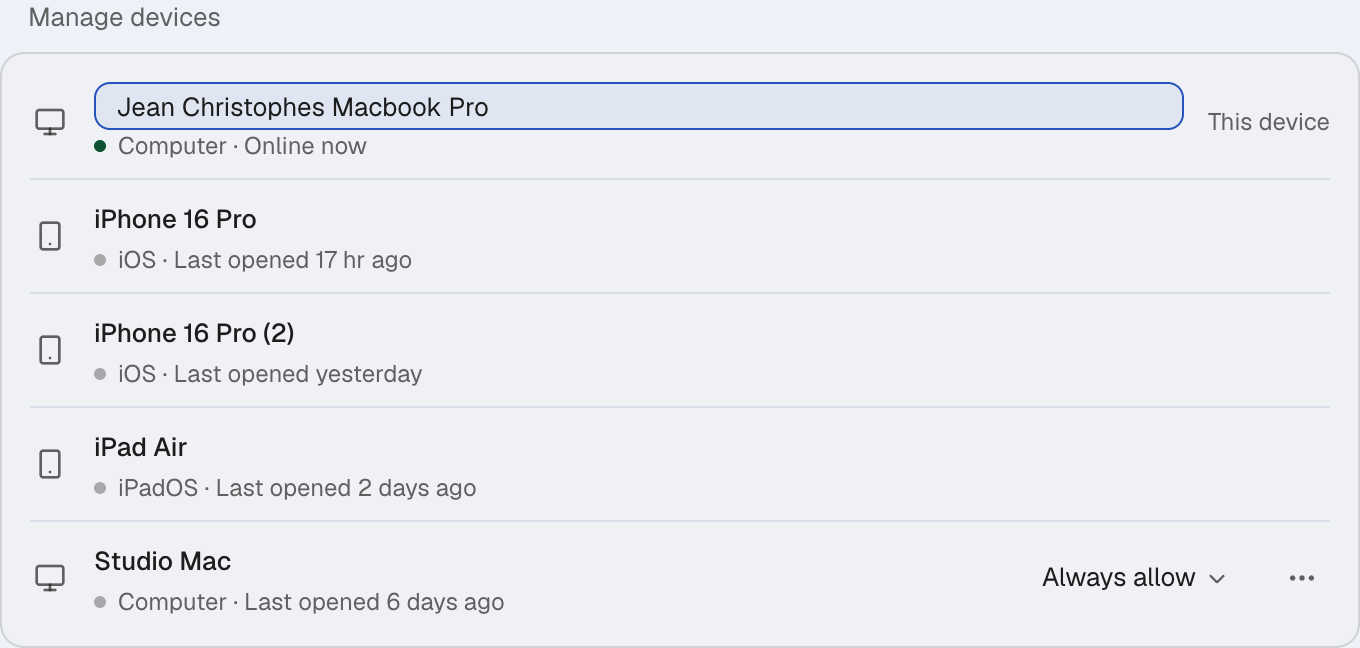 Manage devices
Jean Christophes Macbook Pro
This device
Computer · Online now
iPhone 16 Pro
iOS · Last opened 17 hr ago
iPhone 16 Pro (2)
iOS · Last opened yesterday
iPad Air
iPadOS · Last opened 2 days ago
Studio Mac
Always allow
Computer · Last opened 6 days ago